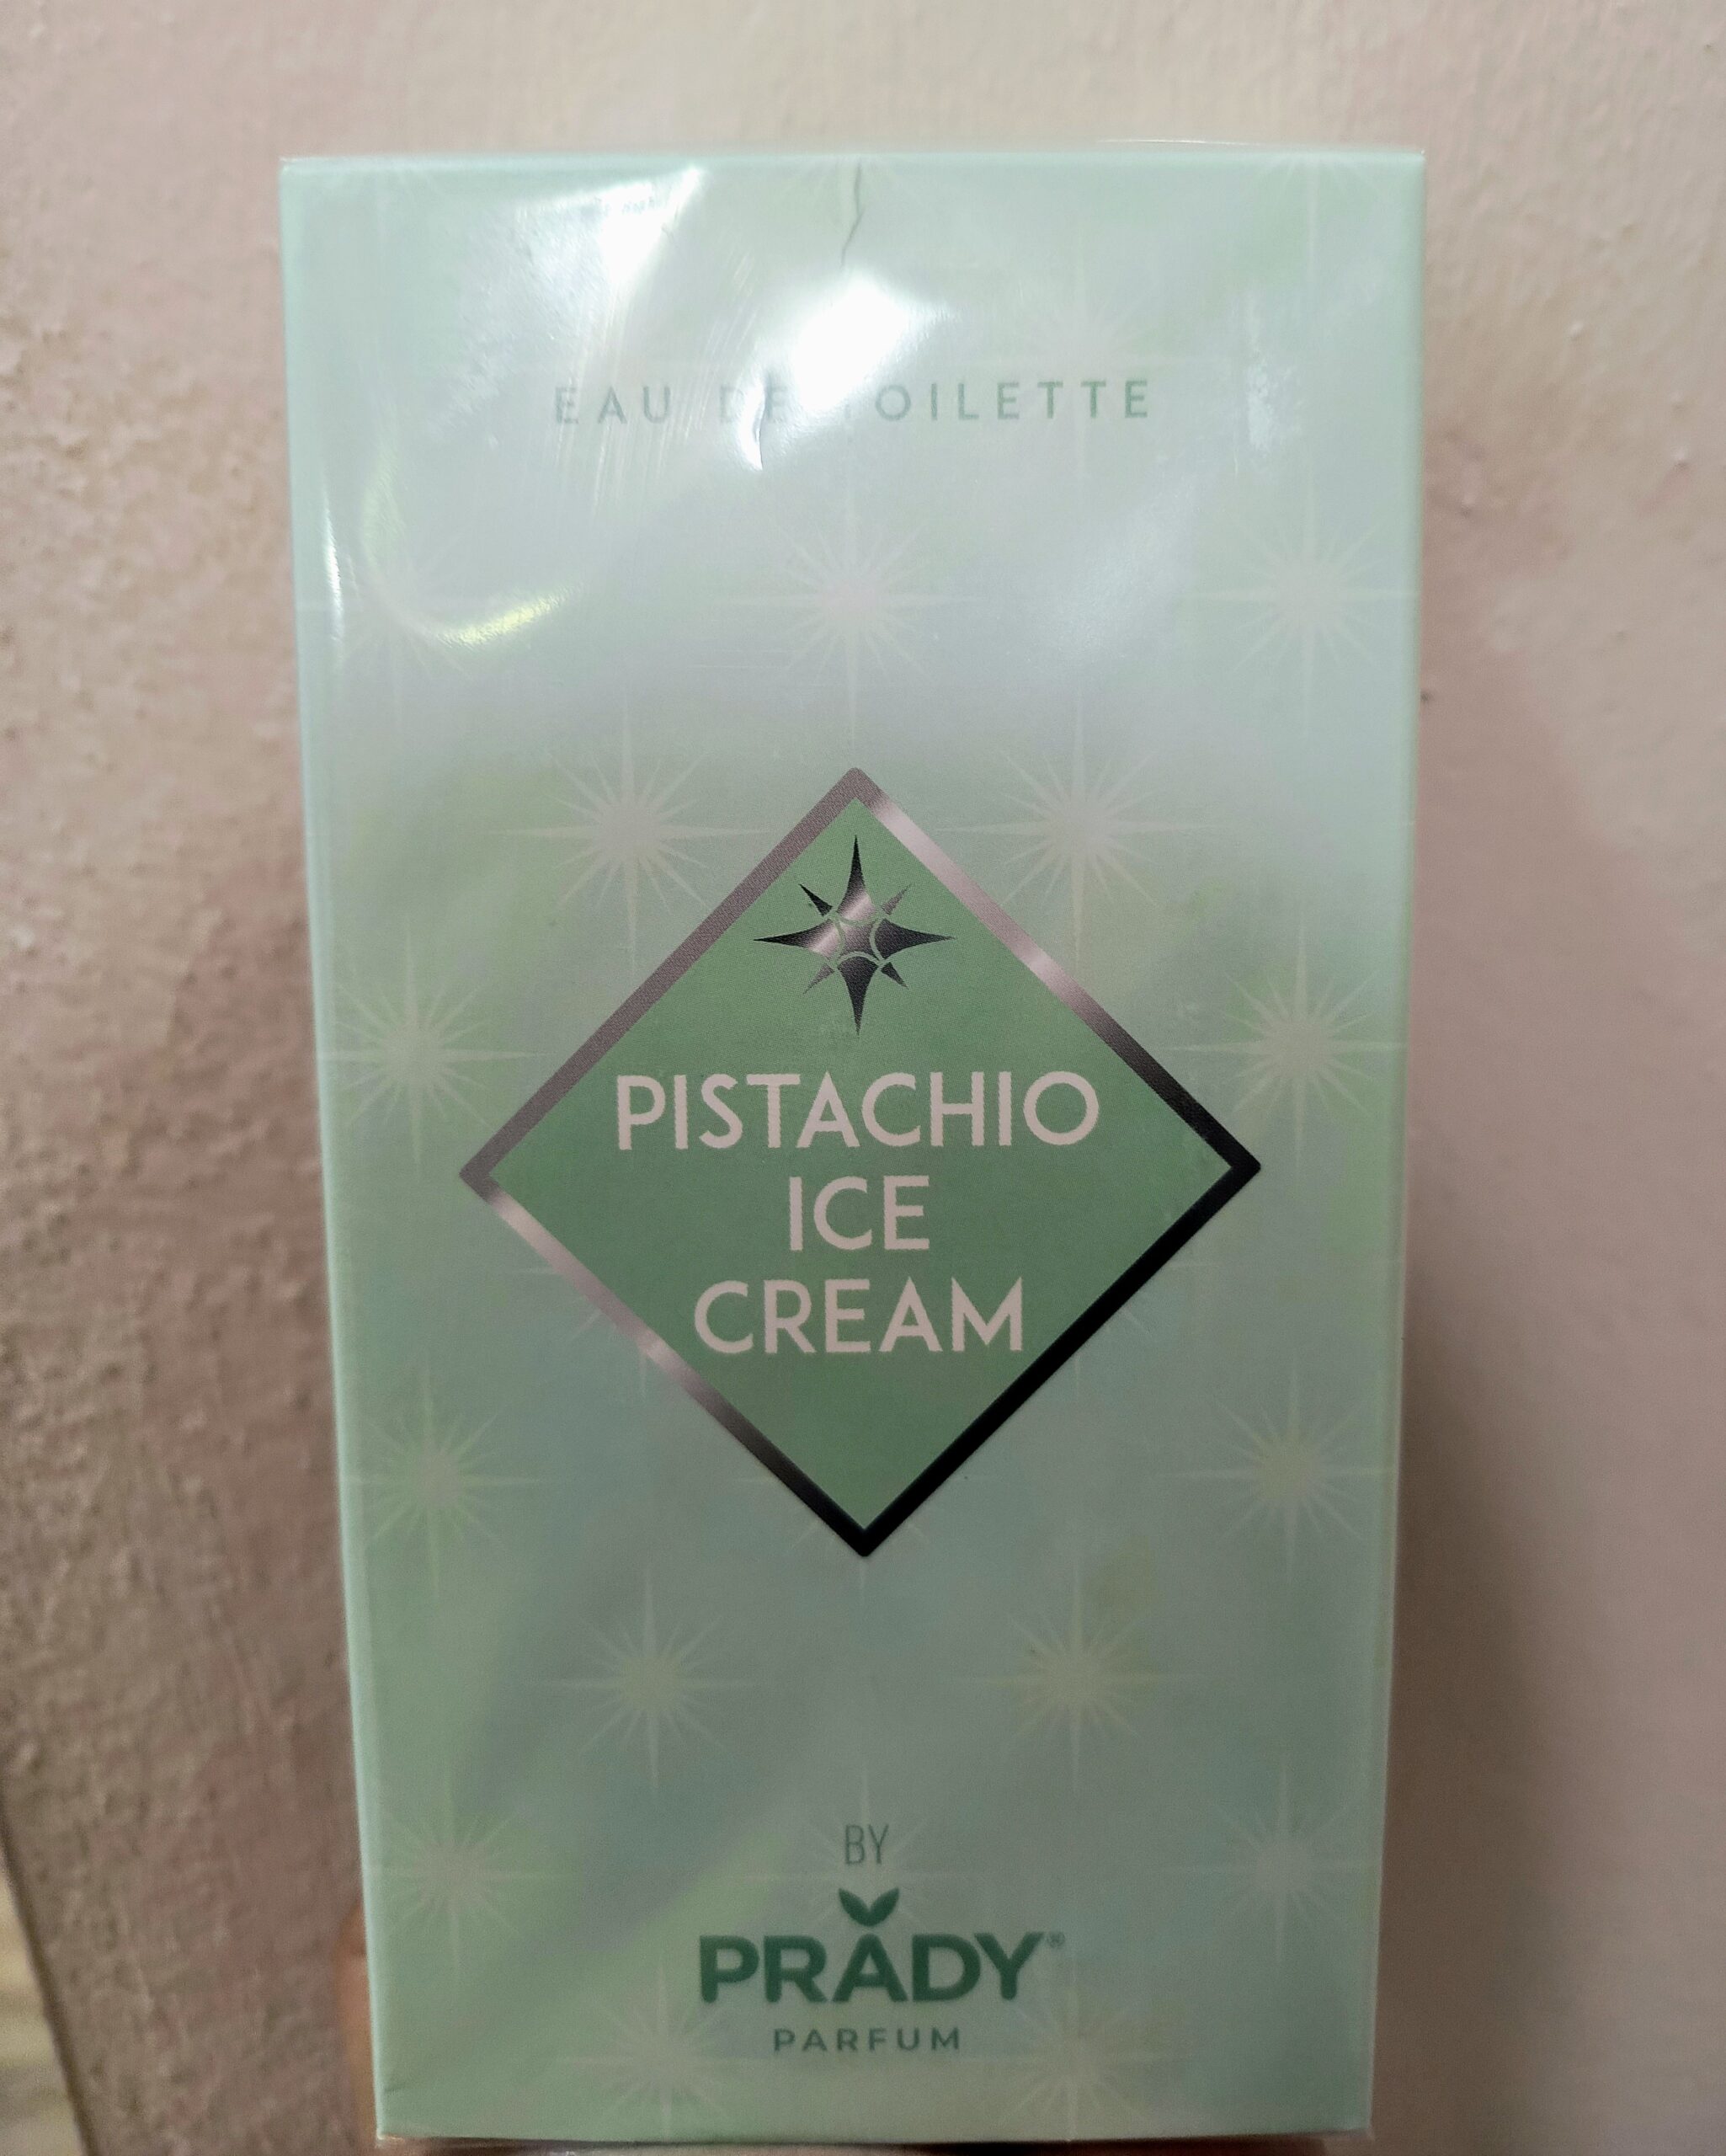 EAU DE TOILETTE
PISTACHIO
ICE
CREAM
BY
PRADY®
PARFUM